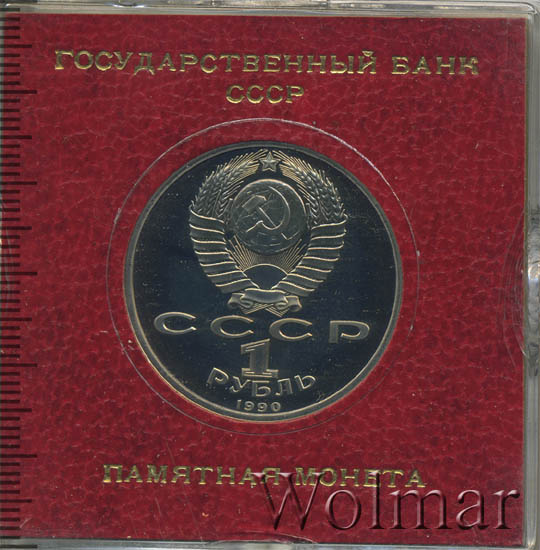 ГОСУДАРСТВЕННЫЙ БАНК
СССР
СССР
1
РУБЛЬ
1990
ПАМЯТНАЯ МОНЕТА
Wolmar